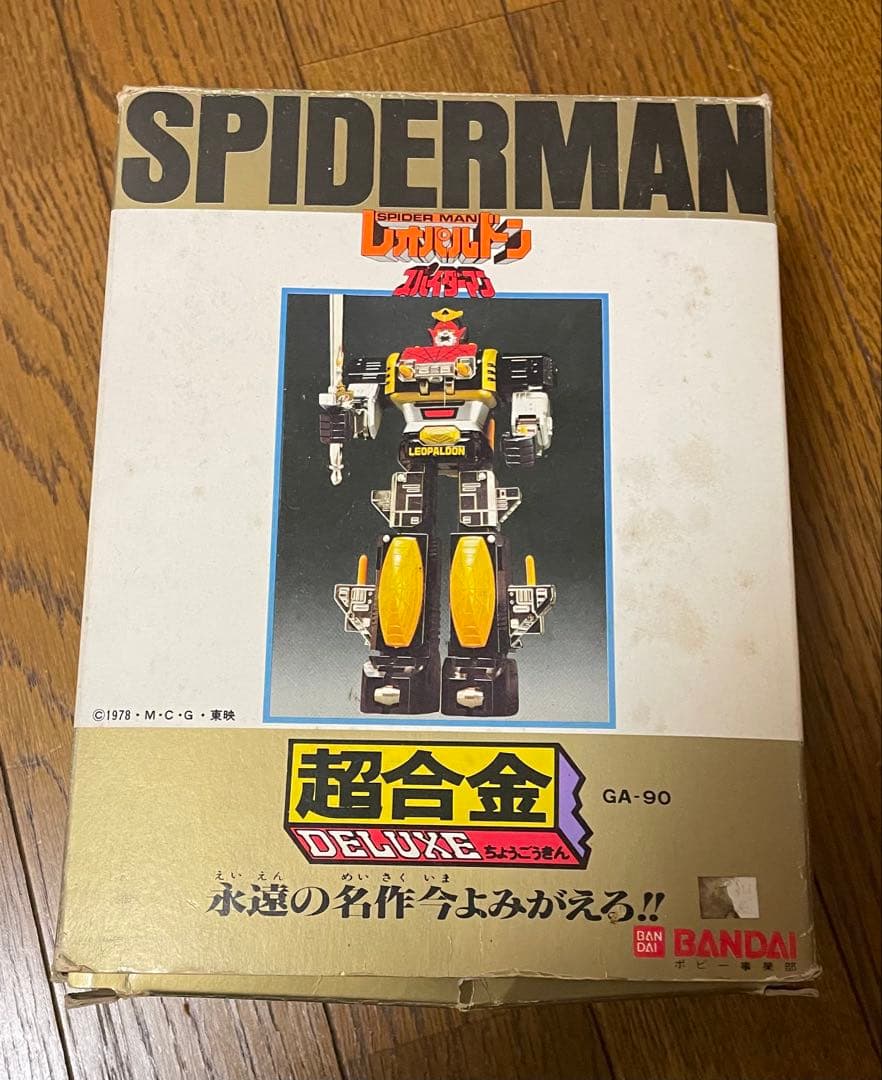 SPIDERMAN
SPIDER MAN
レオパルドン
スパイダーマン
LEOPALDON
©1978・M・C・G・東映
超合金
GA-90
DELUXE ちょうごうきん
えいえん めいさく いま
永遠の名作今よみがえる!!
BAN
DAI
BANDAI
ポピー事業部